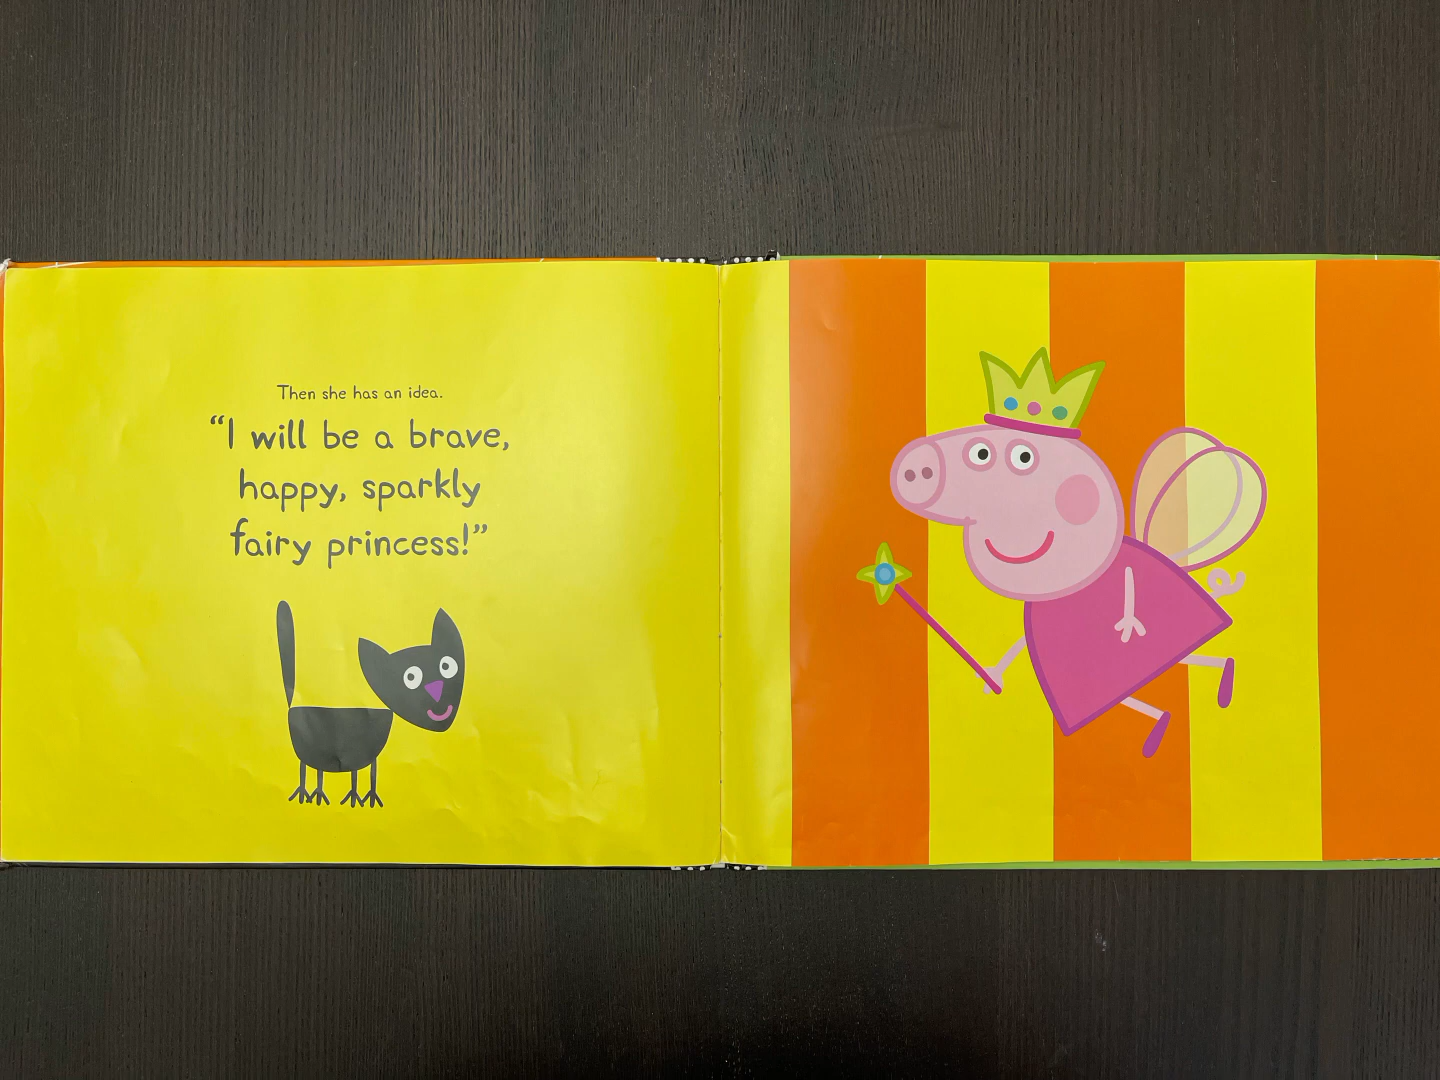 Then she has an idea.
“I will be a brave,
happy, sparkly
fairy princess!”